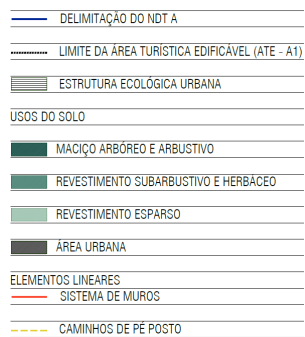 DELIMITAÇÃO DO NDT A
LIMITE DA ÁREA TURÍSTICA EDIFICÁVEL (ATE - A1)
ESTRUTURA ECOLÓGICA URBANA
USOS DO SOLO
MACIÇO ARBÓREO E ARBUSTIVO
REVESTIMENTO SUBARBUSTIVO E HERBÁCEO
REVESTIMENTO ESPARSO
ÁREA URBANA
ELEMENTOS LINEARES
SISTEMA DE MUROS
CAMINHOS DE PÉ POSTO